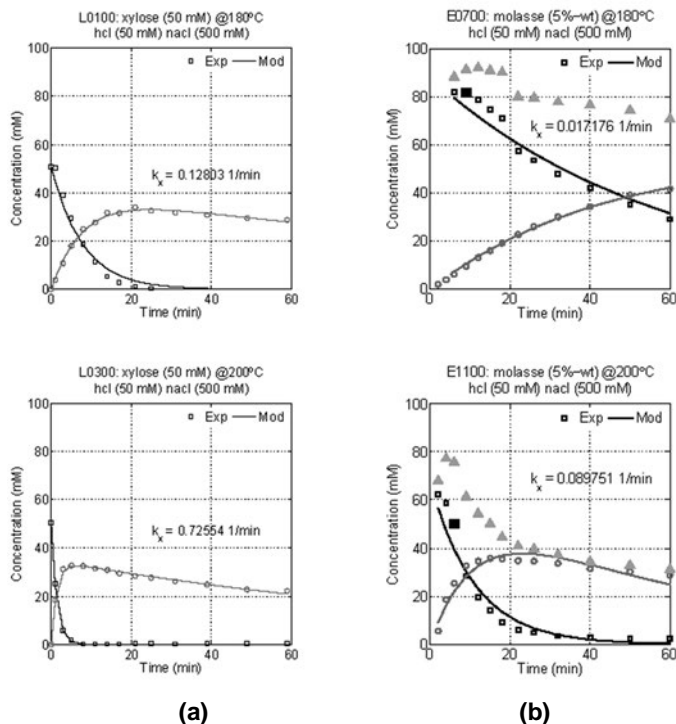 L0100: xylose (50 mM) @180°C
hcl (50 mM) nacl (500 mM)
100
80
60
40
20
0
Concentration (mM)
Exp
Mod
kx = 0.12803 1/min
0
20
40
60
Time (min)
E0700: molasse (5%-wt) @180°C
hcl (50 mM) nacl (500 mM)
100
80
60
40
20
0
Concentration (mM)
Exp
Mod
kx = 0.017176 1/min
0
20
40
60
Time (min)
L0300: xylose (50 mM) @200°C
hcl (50 mM) nacl (500 mM)
100
80
60
40
20
0
Concentration (mM)
Exp
Mod
kx = 0.72554 1/min
0
20
40
60
Time (min)
E1100: molasse (5%-wt) @200°C
hcl (50 mM) nacl (500 mM)
100
80
60
40
20
0
Concentration (mM)
Exp
Mod
kx = 0.089751 1/min
0
20
40
60
Time (min)
(a)
(b)